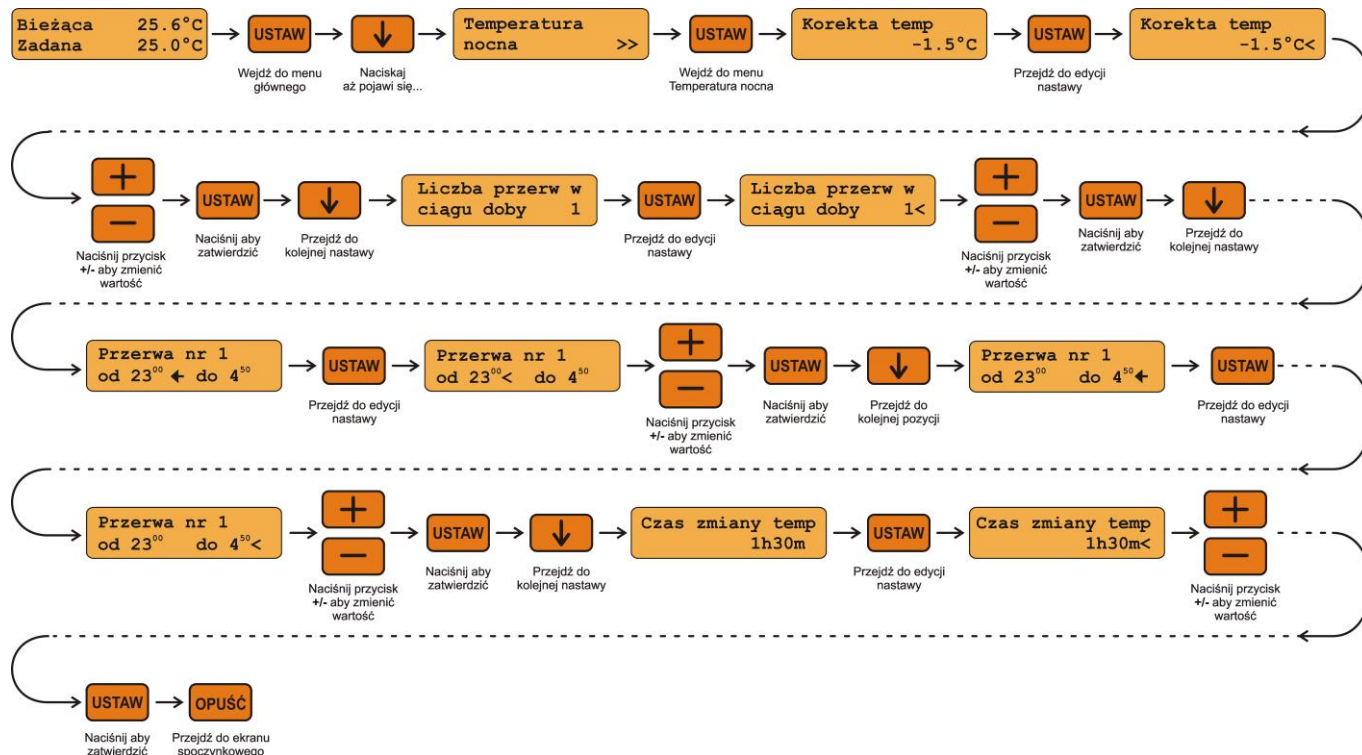 Bieżąca 25.6°C
Zadana 25.0°C
USTAW
Wejdź do menu
głównego
↓
Naciskaj
aż pojawi się...
Temperatura
nocna >>
USTAW
Wejdź do menu
Temperatura nocna
Korekta temp
-1.5°C
USTAW
Przejdź do edycji
nastawy
Korekta temp
-1.5°C<
+
−
Naciśnij przycisk
+/- aby zmienić
wartość
USTAW
Naciśnij aby
zatwierdzić
↓
Przejdź do
kolejnej nastawy
Liczba przerw w
ciągu doby 1
USTAW
Przejdź do edycji
nastawy
Liczba przerw w
ciągu doby 1<
+
−
Naciśnij przycisk
+/- aby zmienić
wartość
USTAW
Naciśnij aby
zatwierdzić
↓
Przejdź do
kolejnej nastawy
Przerwa nr 1
od 23⁰⁰ ← do 4⁵⁰
USTAW
Przejdź do edycji
nastawy
Przerwa nr 1
od 23⁰⁰< do 4⁵⁰
+
−
Naciśnij przycisk
+/- aby zmienić
wartość
USTAW
Naciśnij aby
zatwierdzić
↓
Przejdź do
kolejnej pozycji
Przerwa nr 1
od 23⁰⁰ do 4⁵⁰←
USTAW
Przejdź do edycji
nastawy
Przerwa nr 1
od 23⁰⁰ do 4⁵⁰<
+
−
Naciśnij przycisk
+/- aby zmienić
wartość
USTAW
Naciśnij aby
zatwierdzić
↓
Przejdź do
kolejnej nastawy
Czas zmiany temp
1h30m
USTAW
Przejdź do edycji
nastawy
Czas zmiany temp
1h30m<
+
−
Naciśnij przycisk
+/- aby zmienić
wartość
USTAW
Naciśnij aby
zatwierdzić
OPUŚĆ
Przejdź do ekranu
spoczynkowego